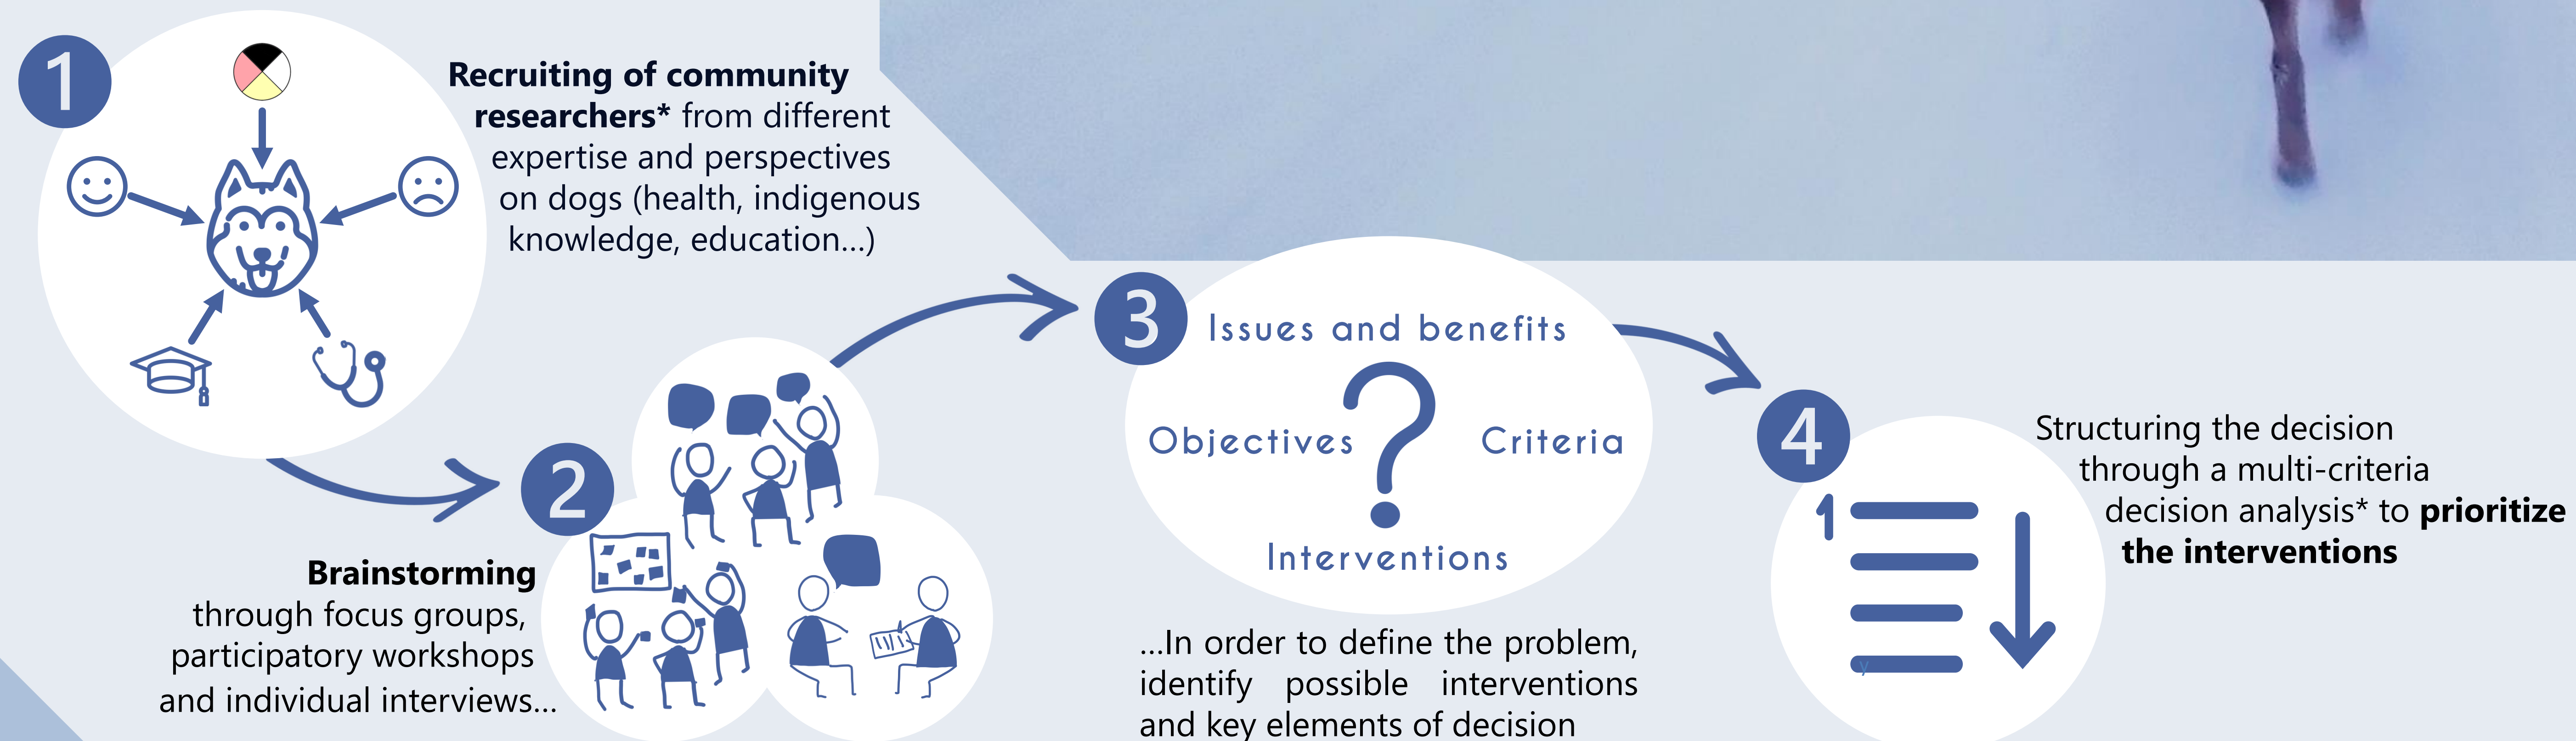 1
Recruiting of community
researchers* from different
expertise and perspectives
on dogs (health, indigenous
knowledge, education...)
2
Brainstorming
through focus groups,
participatory workshops
and individual interviews...
3
Issues and benefits
Objectives ? Criteria
Interventions
...In order to define the problem,
identify possible interventions
and key elements of decision
4
1
y
Structuring the decision
through a multi-criteria
decision analysis* to prioritize
the interventions